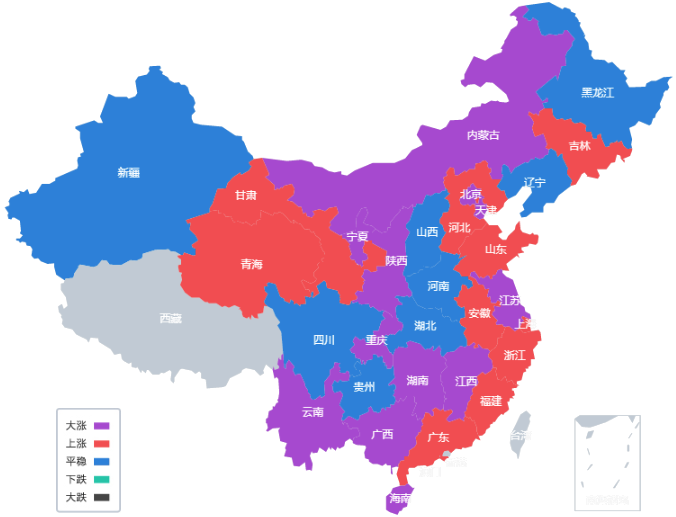 黑龙江
内蒙古
吉林
新疆
辽宁
甘肃
北京
天津
河北
宁夏
山西
山东
陕西
青海
河南
江苏
西藏
安徽
上海
湖北
四川
重庆
浙江
湖南
江西
贵州
福建
云南
广西
广东
台湾
海南
大涨
上涨
平稳
下跌
大跌